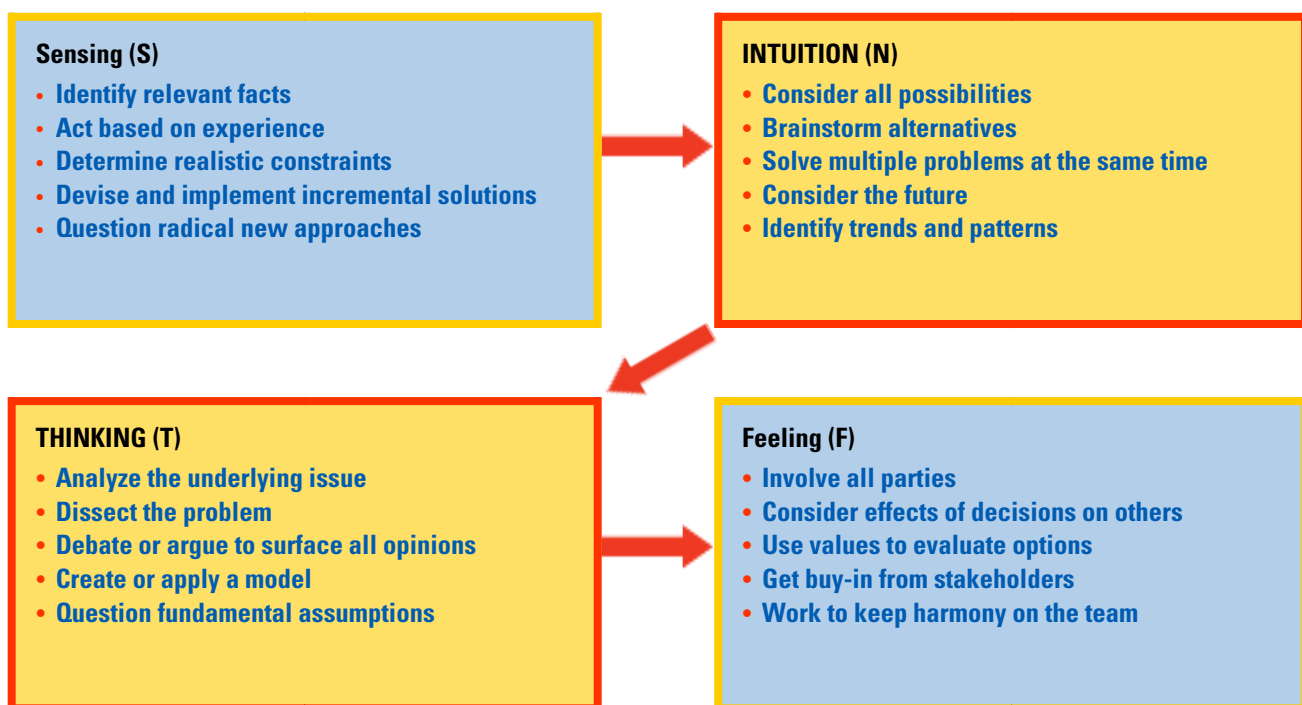 Sensing (S)
• Identify relevant facts
• Act based on experience
• Determine realistic constraints
• Devise and implement incremental solutions
• Question radical new approaches
INTUITION (N)
• Consider all possibilities
• Brainstorm alternatives
• Solve multiple problems at the same time
• Consider the future
• Identify trends and patterns
THINKING (T)
• Analyze the underlying issue
• Dissect the problem
• Debate or argue to surface all opinions
• Create or apply a model
• Question fundamental assumptions
Feeling (F)
• Involve all parties
• Consider effects of decisions on others
• Use values to evaluate options
• Get buy-in from stakeholders
• Work to keep harmony on the team